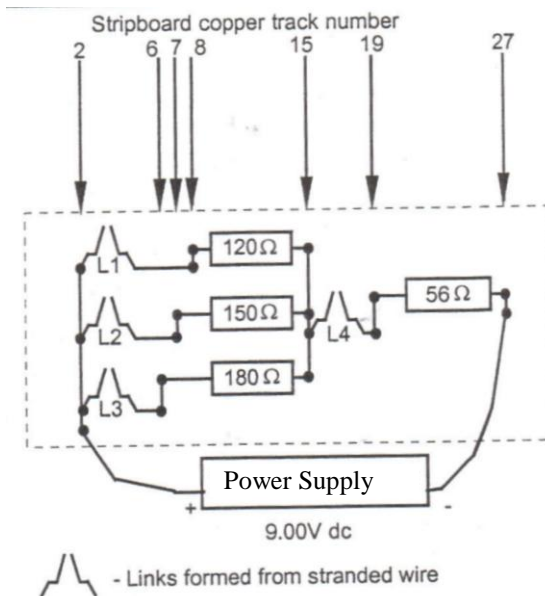 Stripboard copper track number
2 6 7 8 15 19 27
120Ω
L1
56Ω
150Ω
L2 L4
180Ω
L3
Power Supply
+ -
9.00V dc
- Links formed from stranded wire